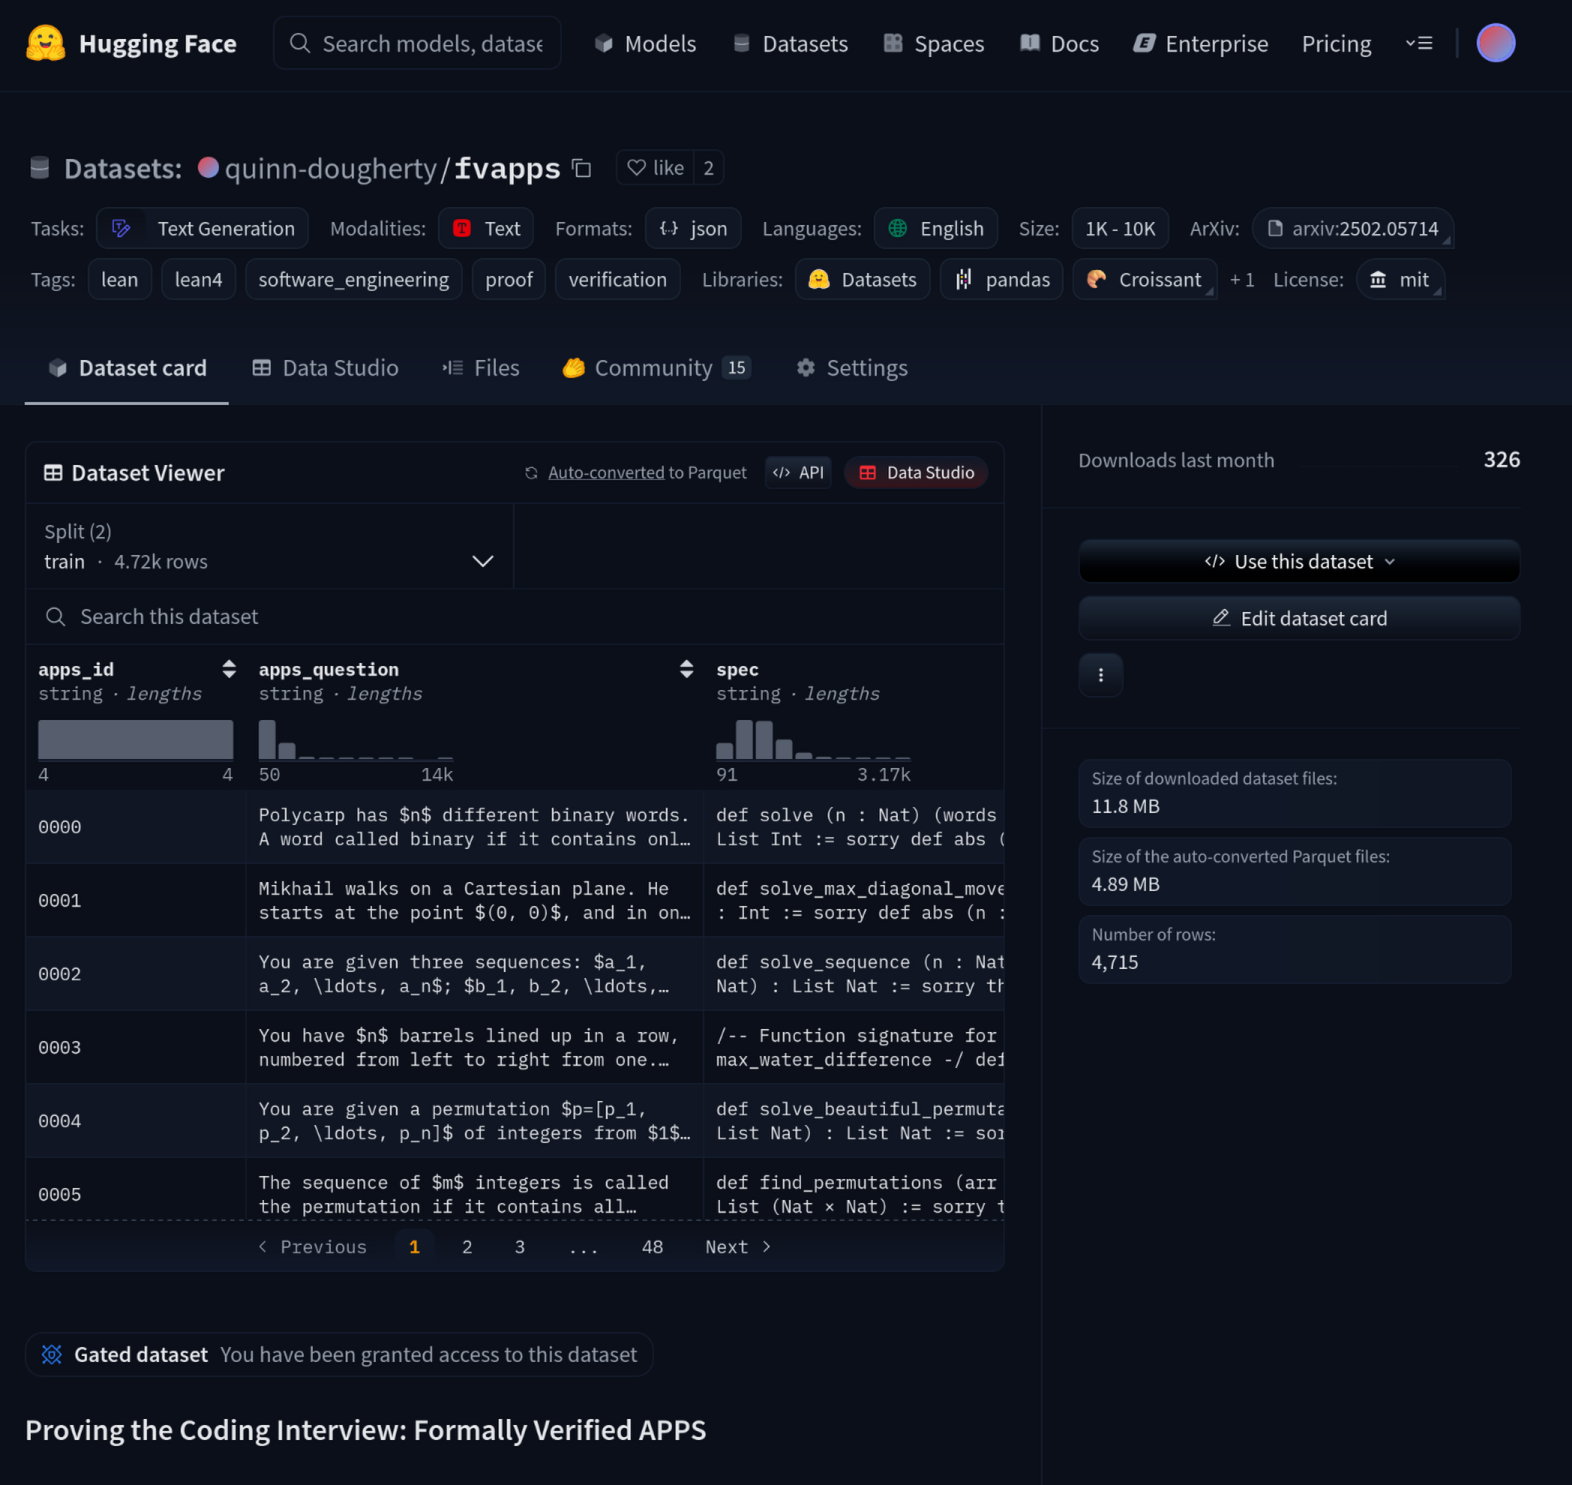 Hugging Face
Search models, datase
Models
Datasets
Spaces
Docs
Enterprise
Pricing
Datasets: quinn-dougherty/fvapps
like 2
Tasks: Text Generation Modalities: Text Formats: json Languages: English Size: 1K - 10K ArXiv: arxiv:2502.05714
Tags: lean lean4 software_engineering proof verification Libraries: Datasets pandas Croissant + 1 License: mit
Dataset card
Data Studio
Files
Community 15
Settings
Dataset Viewer
Auto-converted to Parquet
API
Data Studio
Split (2)
train · 4.72k rows
Search this dataset
apps_id
string · lengths
4 4
apps_question
string · lengths
50 14k
spec
string · lengths
91 3.17k
0000
Polycarp has $n$ different binary words.
A word called binary if it contains onl…
def solve (n : Nat) (words
List Int := sorry def abs (
0001
Mikhail walks on a Cartesian plane. He
starts at the point $(0, 0)$, and in on…
def solve_max_diagonal_move
: Int := sorry def abs (n :
0002
You are given three sequences: $a_1,
a_2, \ldots, a_n$; $b_1, b_2, \ldots,…
def solve_sequence (n : Nat
Nat) : List Nat := sorry th
0003
You have $n$ barrels lined up in a row,
numbered from left to right from one.…
/-- Function signature for
max_water_difference -/ def
0004
You are given a permutation $p=[p_1,
p_2, \ldots, p_n]$ of integers from $1$…
def solve_beautiful_permuta
List Nat) : List Nat := sor
0005
The sequence of $m$ integers is called
the permutation if it contains all…
def find_permutations (arr
List (Nat × Nat) := sorry t
Previous 1 2 3 ... 48 Next
Gated dataset You have been granted access to this dataset
Proving the Coding Interview: Formally Verified APPS
Downloads last month
326
Use this dataset
Edit dataset card
Size of downloaded dataset files:
11.8 MB
Size of the auto-converted Parquet files:
4.89 MB
Number of rows:
4,715